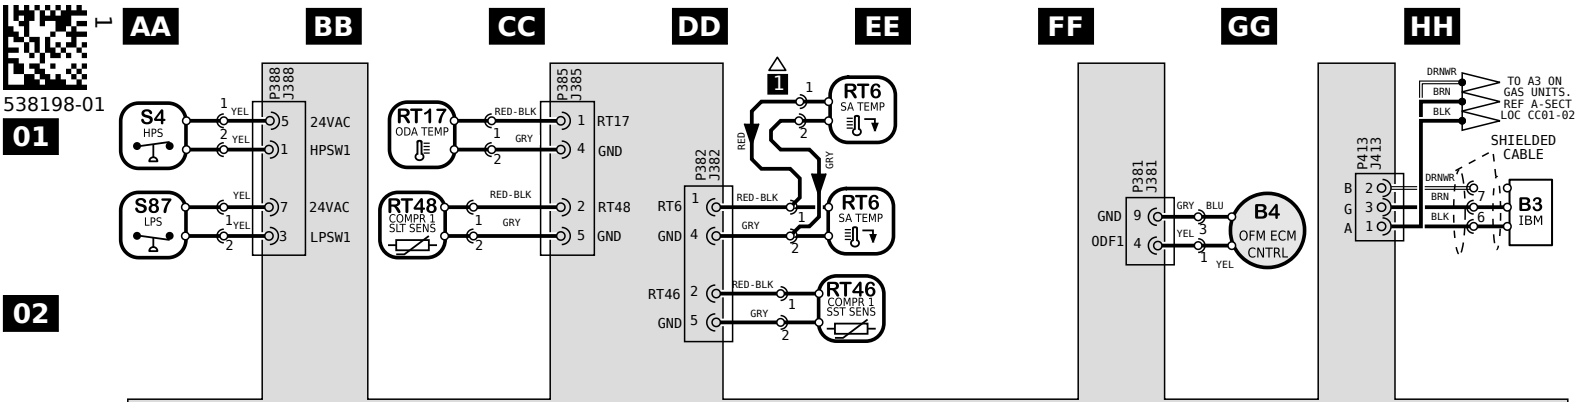 AA BB CC DD EE FF GG HH
1
538198-01
01
02
S4
HPS
1 YEL
2 YEL
P388
J388
5 24VAC
1 HPSW1
S87
LPS
YEL
1 YEL
2
7 24VAC
3 LPSW1
RT17
ODA TEMP
RED-BLK
1
GRY
2
P385
J385
1 RT17
4 GND
RT48
COMPR 1
SLT SENS
RED-BLK
1
GRY
2
2 RT48
5 GND
P382
J382
RT6 1
GND 4
RT46 2
GND 5
RED-BLK
1
GRY
2
RED-BLK
1
GRY
2
1
RED
GRY
1
2
RT6
SA TEMP
RT6
SA TEMP
RT46
COMPR 1
SST SENS
P381
J381
GND 9
ODF1 4
GRY BLU
3
YEL
1 YEL
B4
OFM ECM
CNTRL
P413
J413
B 2
G 3
A 1
DRNWR
BRN
BLK
TO A3 ON
GAS UNITS.
REF A-SECT
LOC CC01-02
SHIELDED
CABLE
DRNWR
BRN 7
BLK 6
B3
IBM